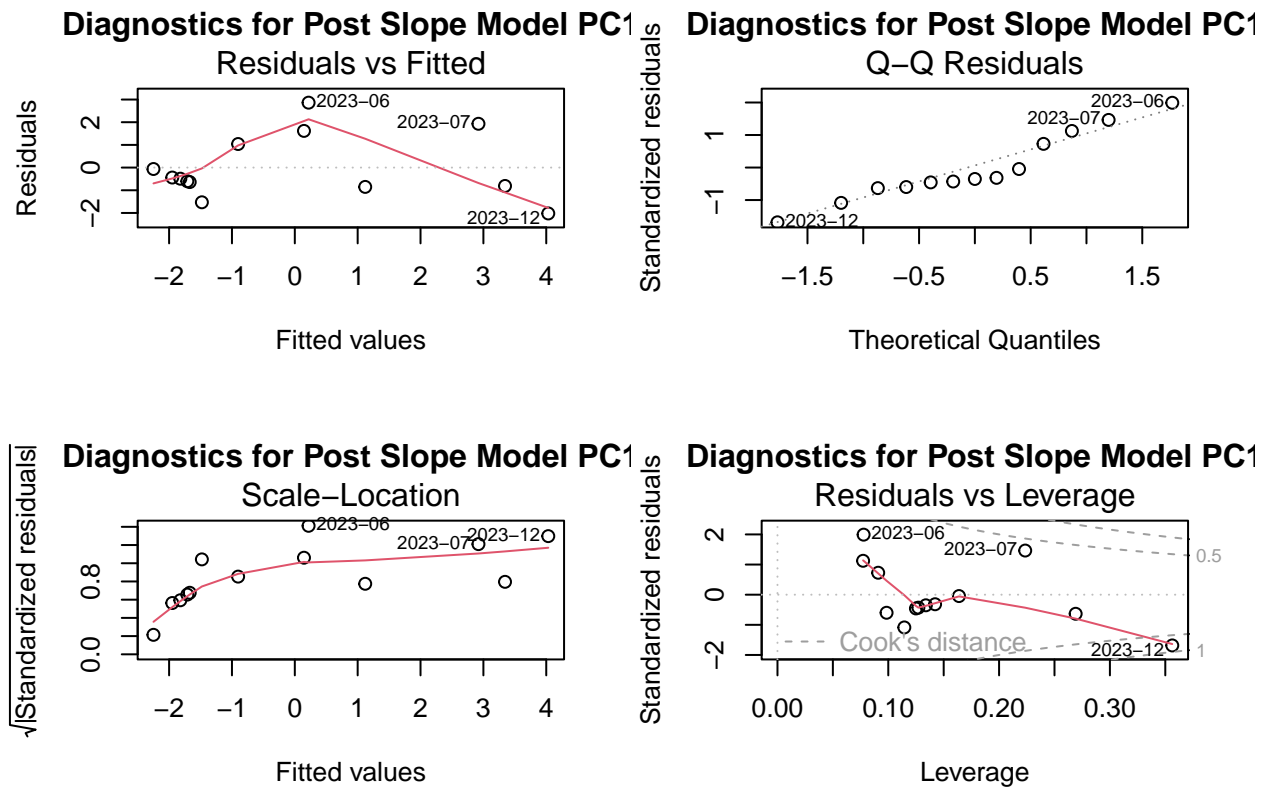 Diagnostics for Post Slope Model PC1
Residuals vs Fitted
Residuals
2
0
−2
2023−06
2023−07
2023−12
−2 −1 0 1 2 3 4
Fitted values
Diagnostics for Post Slope Model PC1
Q−Q Residuals
Standardized residuals
1
−1
2023−06
2023−07
2023−12
−1.5 −0.5 0.5 1.5
Theoretical Quantiles
Diagnostics for Post Slope Model PC1
Scale−Location
√|Standardized residuals|
0.8
0.0
2023−06
2023−07
2023−12
−2 −1 0 1 2 3 4
Fitted values
Diagnostics for Post Slope Model PC1
Residuals vs Leverage
Standardized residuals
2
0
−2
2023−06
2023−07
0.5
Cook's distance
2023−12
1
0.00 0.10 0.20 0.30
Leverage